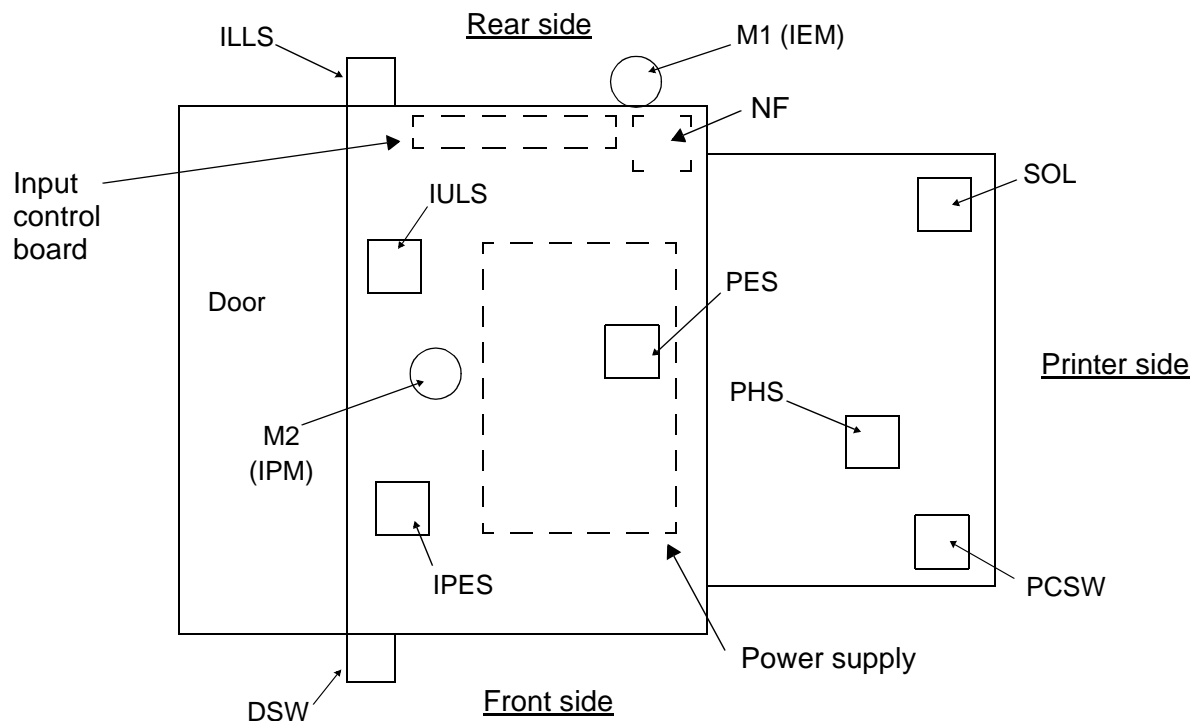 Rear side
ILLS
M1 (IEM)
NF
Input
control
board
IULS
SOL
Door
PES
Printer side
PHS
M2
(IPM)
IPES
PCSW
Power supply
DSW
Front side